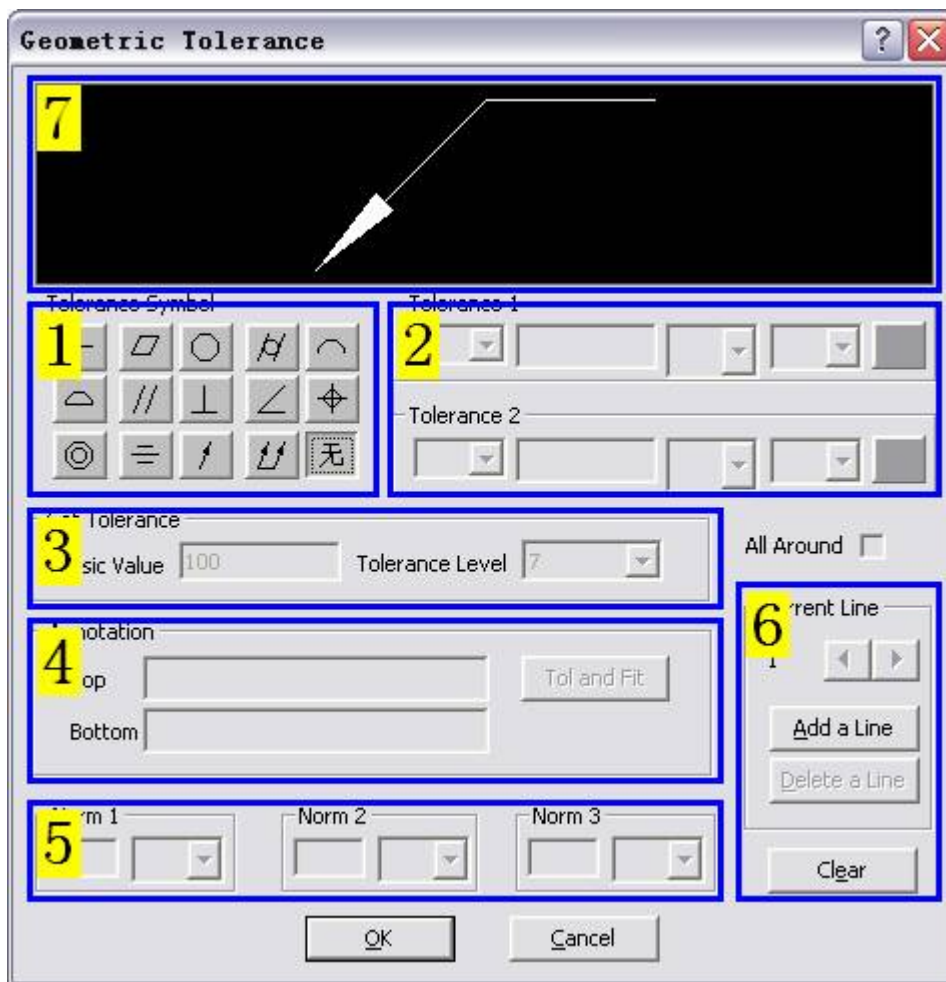 Geometric Tolerance
7
Tolerance Symbol
1
无
Tolerance 1
2
Tolerance 2
Tolerance
3
sic Value 100 Tolerance Level 7
All Around
notation
4
op Tol and Fit
Bottom
rrent Line
6
1
Add a Line
Delete a Line
Clear
rm 1 Norm 2 Norm 3
5
OK Cancel